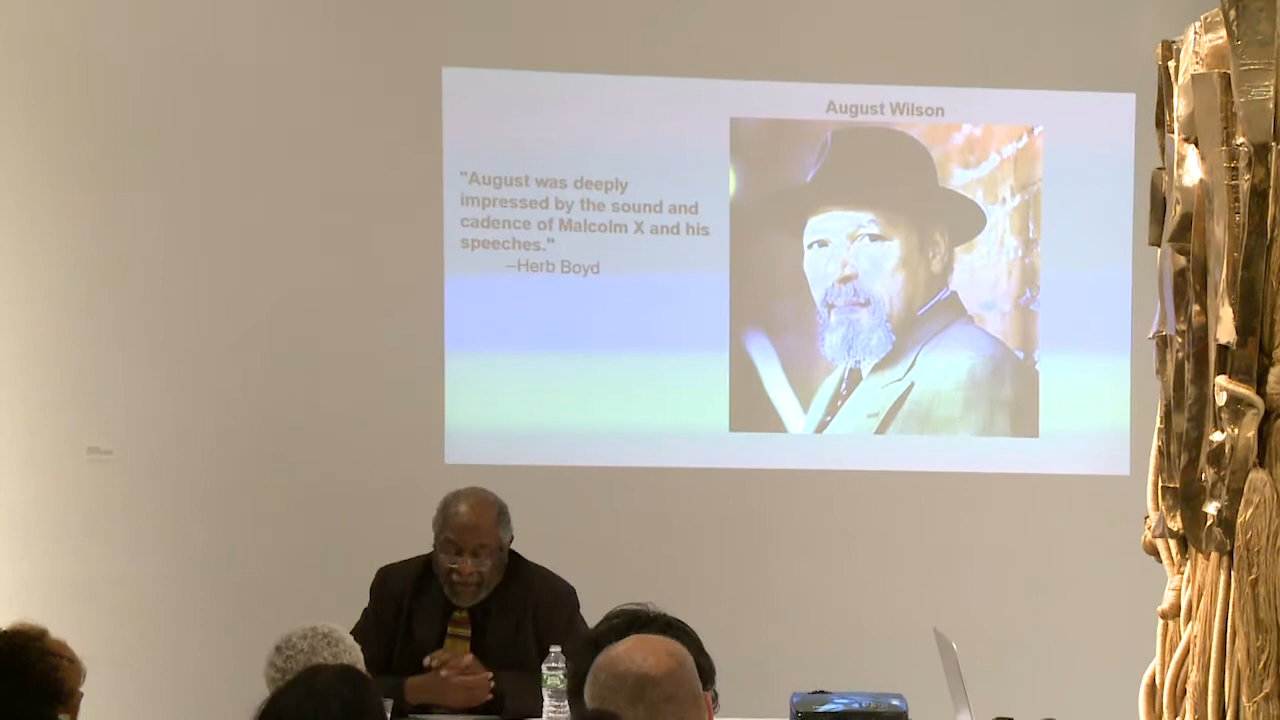 August Wilson
"August was deeply
impressed by the sound and
cadence of Malcolm X and his
speeches."
–Herb Boyd